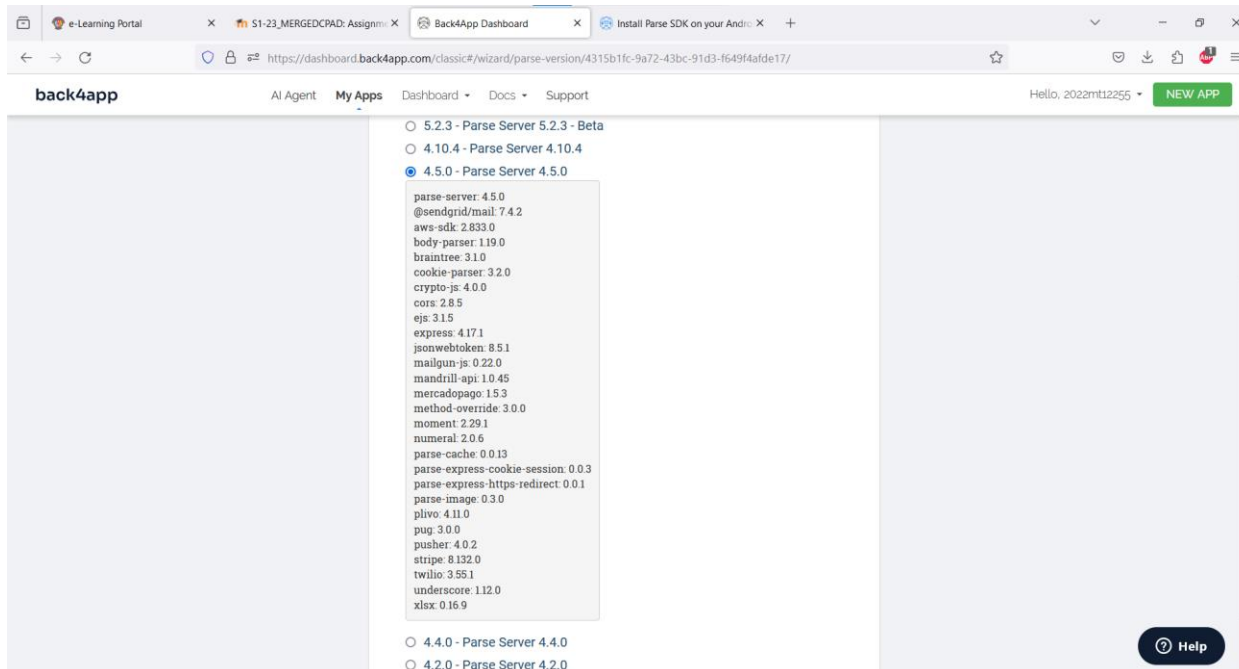 e-Learning Portal
S1-23_MERGEDCPAD: Assignme
Back4App Dashboard
Install Parse SDK on your Andro
https://dashboard.back4app.com/classic#/wizard/parse-version/4315b1fc-9a72-43bc-91d3-f649f4afde17/
back4app
AI Agent My Apps Dashboard Docs Support
Hello, 2022mt12255
NEW APP
5.2.3 - Parse Server 5.2.3 - Beta
4.10.4 - Parse Server 4.10.4
4.5.0 - Parse Server 4.5.0
parse-server: 4.5.0
@sendgrid/mail: 7.4.2
aws-sdk: 2.833.0
body-parser: 1.19.0
braintree: 3.1.0
cookie-parser: 3.2.0
crypto-js: 4.0.0
cors: 2.8.5
ejs: 3.1.5
express: 4.17.1
jsonwebtoken: 8.5.1
mailgun-js: 0.22.0
mandrill-api: 1.0.45
mercadopago: 1.5.3
method-override: 3.0.0
moment: 2.29.1
numeral: 2.0.6
parse-cache: 0.0.13
parse-express-cookie-session: 0.0.3
parse-express-https-redirect: 0.0.1
parse-image: 0.3.0
plivo: 4.11.0
pug: 3.0.0
pusher: 4.0.2
stripe: 8.132.0
twilio: 3.55.1
underscore: 1.12.0
xlsx: 0.16.9
4.4.0 - Parse Server 4.4.0
4.2.0 - Parse Server 4.2.0
Help